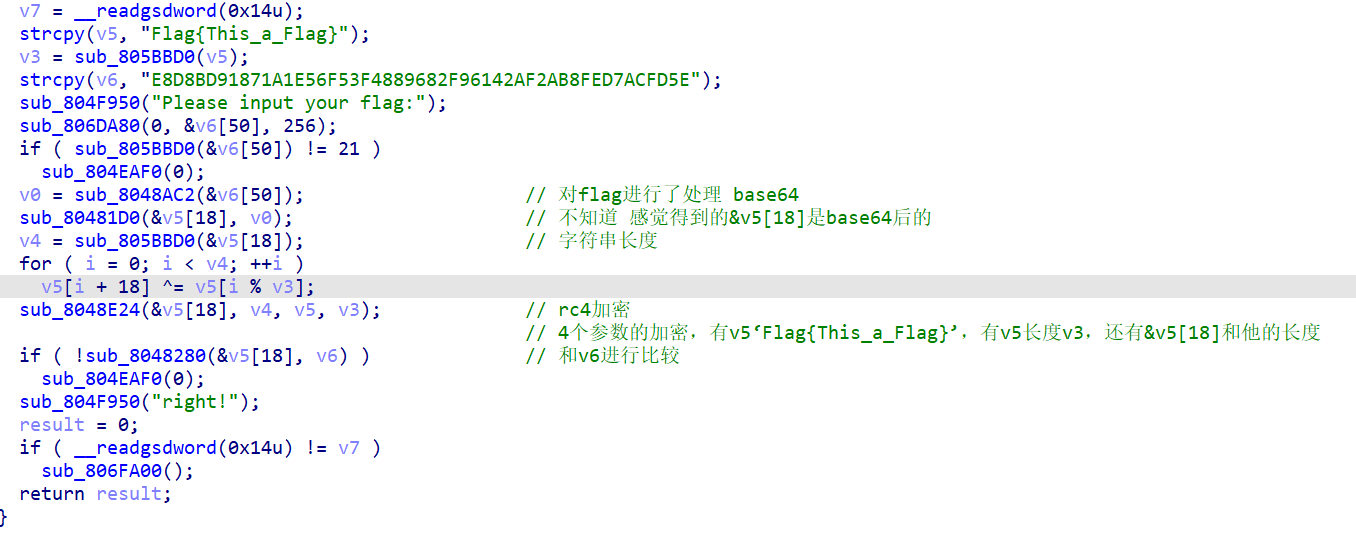 v7 = __readgsdword(0x14u);
strcpy(v5, "Flag{This_a_Flag}");
v3 = sub_805BBD0(v5);
strcpy(v6, "E8D8BD91871A1E56F53F4889682F96142AF2AB8FED7ACFD5E");
sub_804F950("Please input your flag:");
sub_806DA80(0, &v6[50], 256);
if ( sub_805BBD0(&v6[50]) != 21 )
sub_804EAF0(0);
v0 = sub_8048AC2(&v6[50]); // 对flag进行了处理 base64
sub_80481D0(&v5[18], v0); // 不知道 感觉得到的&v5[18]是base64后的
v4 = sub_805BBD0(&v5[18]); // 字符串长度
for ( i = 0; i < v4; ++i )
v5[i + 18] ^= v5[i % v3];
sub_8048E24(&v5[18], v4, v5, v3); // rc4加密
// 4个参数的加密，有v5‘Flag{This_a_Flag}’，有v5长度v3，还有&v5[18]和他的长度
if ( !sub_8048280(&v5[18], v6) ) // 和v6进行比较
sub_804EAF0(0);
sub_804F950("right!");
result = 0;
if ( __readgsdword(0x14u) != v7 )
sub_806FA00();
return result;
}